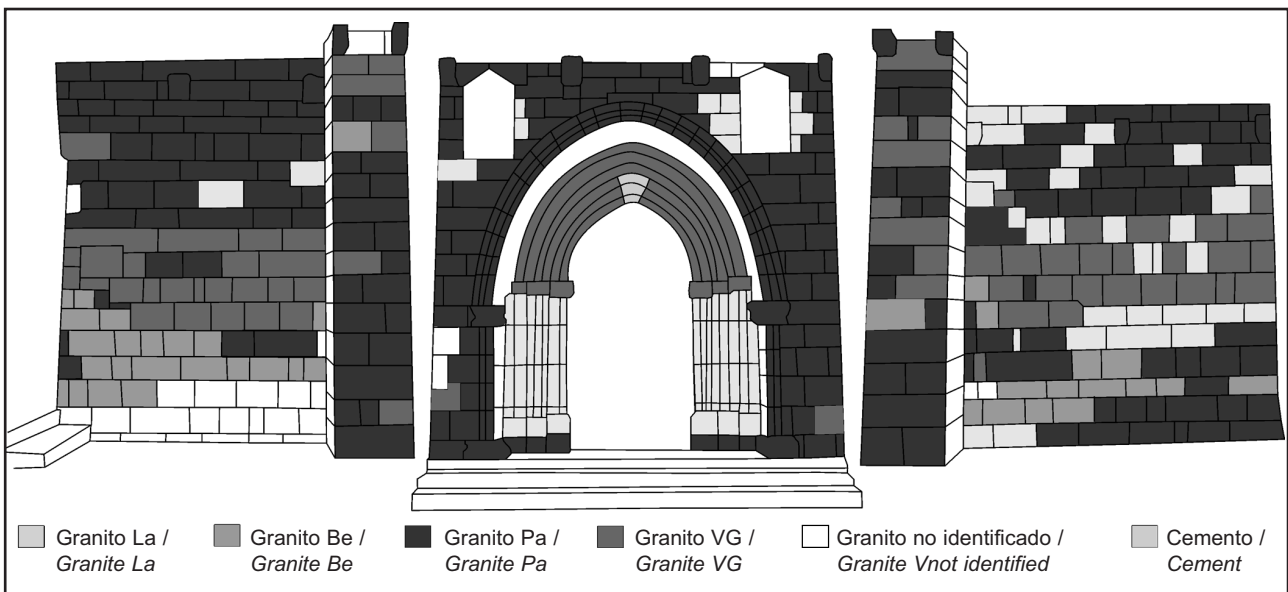 Granito La /
Granite La
Granito Be /
Granite Be
Granito Pa /
Granite Pa
Granito VG /
Granite VG
Granito no identificado /
Granite Vnot identified
Cemento /
Cement